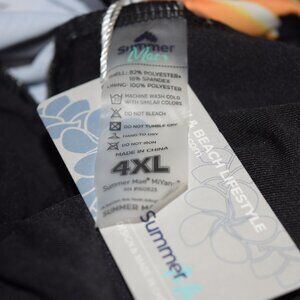 Summer
Mae
SHELL: 82% POLYESTER+
18% SPANDEX
LINING: 100% POLYESTER
MACHINE WASH COLD
WITH SIMILAR COLORS
DO NOT BLEACH
DO NOT TUMBLE DRY
HANG TO DRY
DO NOT IRON
MADE IN CHINA
4XL
Summer Mae® MiYang
SUMMER M
& BEACH LIFESTYLE
.com
Summer